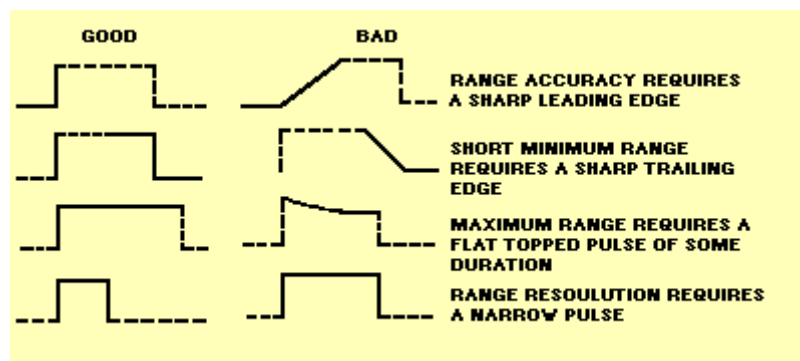 GOOD
BAD
RANGE ACCURACY REQUIRES
A SHARP LEADING EDGE
SHORT MINIMUM RANGE
REQUIRES A SHARP TRAILING
EDGE
MAXIMUM RANGE REQUIRES A
FLAT TOPPED PULSE OF SOME
DURATION
RANGE RESOULUTION REQUIRES
A NARROW PULSE